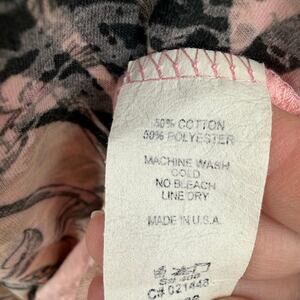 50% COTTON
50% POLYESTER
MACHINE WASH
COLD
NO BLEACH
LINE DRY
MADE IN U.S.A.
C# 021448